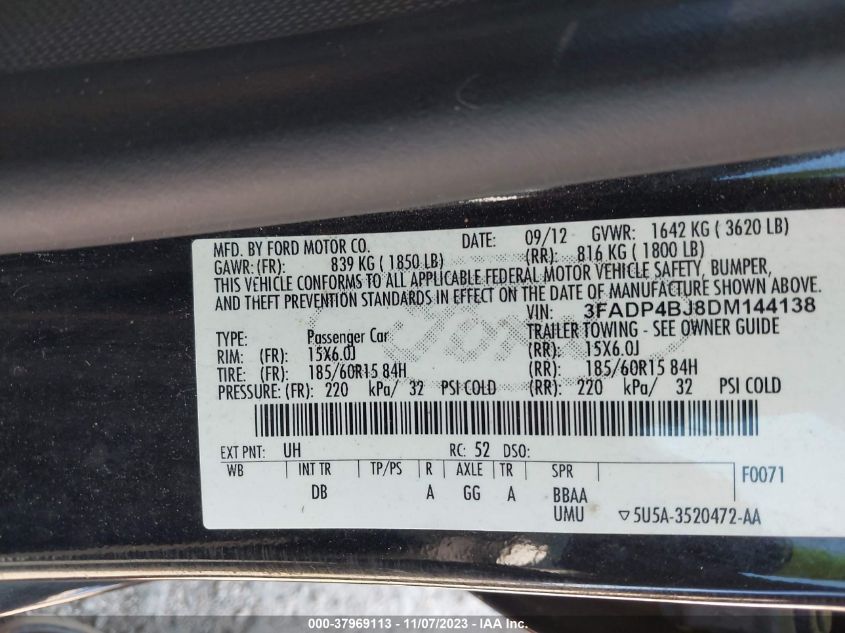 MFD. BY FORD MOTOR CO. DATE: 09/12 GVWR: 1642 KG ( 3620 LB)
GAWR: (FR): 839 KG ( 1850 LB) (RR): 816 KG ( 1800 LB)
THIS VEHICLE CONFORMS TO ALL APPLICABLE FEDERAL MOTOR VEHICLE SAFETY, BUMPER,
AND THEFT PREVENTION STANDARDS IN EFFECT ON THE DATE OF MANUFACTURE SHOWN ABOVE.
VIN: 3FADP4BJ8DM144138
TYPE: Passenger Car TRAILER TOWING - SEE OWNER GUIDE
RIM: (FR): 15X6.0J (RR): 15X6.0J
TIRE: (FR): 185/60R15 84H (RR): 185/60R15 84H
PRESSURE: (FR): 220 kPa/ 32 PSI COLD (RR): 220 kPa/ 32 PSI COLD
Ford
EXT PNT: UH RC: 52 DSO:
WB INT TR TP/PS R AXLE TR SPR F0071
DB A GG A BBAA
UMU ▽5U5A-3520472-AA
000-37969113 — 11/07/2023 — IAA Inc.